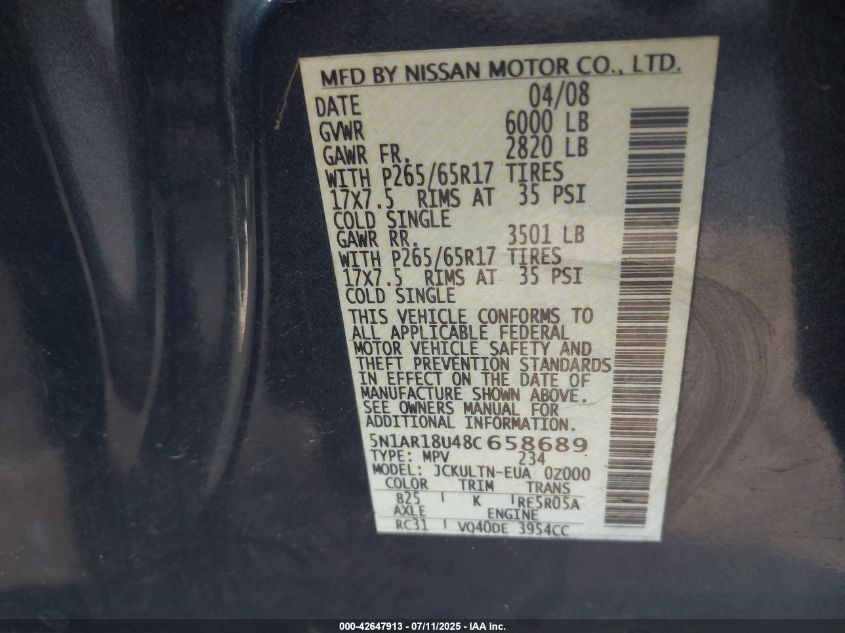 MFD BY NISSAN MOTOR CO., LTD.
DATE 04/08
GVWR 6000 LB
GAWR FR. 2820 LB
WITH P265/65R17 TIRES
17X7.5 RIMS AT 35 PSI
COLD SINGLE
GAWR RR. 3501 LB
WITH P265/65R17 TIRES
17X7.5 RIMS AT 35 PSI
COLD SINGLE
THIS VEHICLE CONFORMS TO
ALL APPLICABLE FEDERAL
MOTOR VEHICLE SAFETY AND
THEFT PREVENTION STANDARDS
IN EFFECT ON THE DATE OF
MANUFACTURE SHOWN ABOVE.
SEE OWNERS MANUAL FOR
ADDITIONAL INFORMATION.
5N1AR18U48C658689
TYPE: MPV 234
MODEL: JCKULTN-EUA 0Z000
COLOR TRIM TRANS
B25 K RE5R05A
AXLE ENGINE
RC31 VQ40DE 3954CC
000-42647913 - 07/11/2025 - IAA Inc.